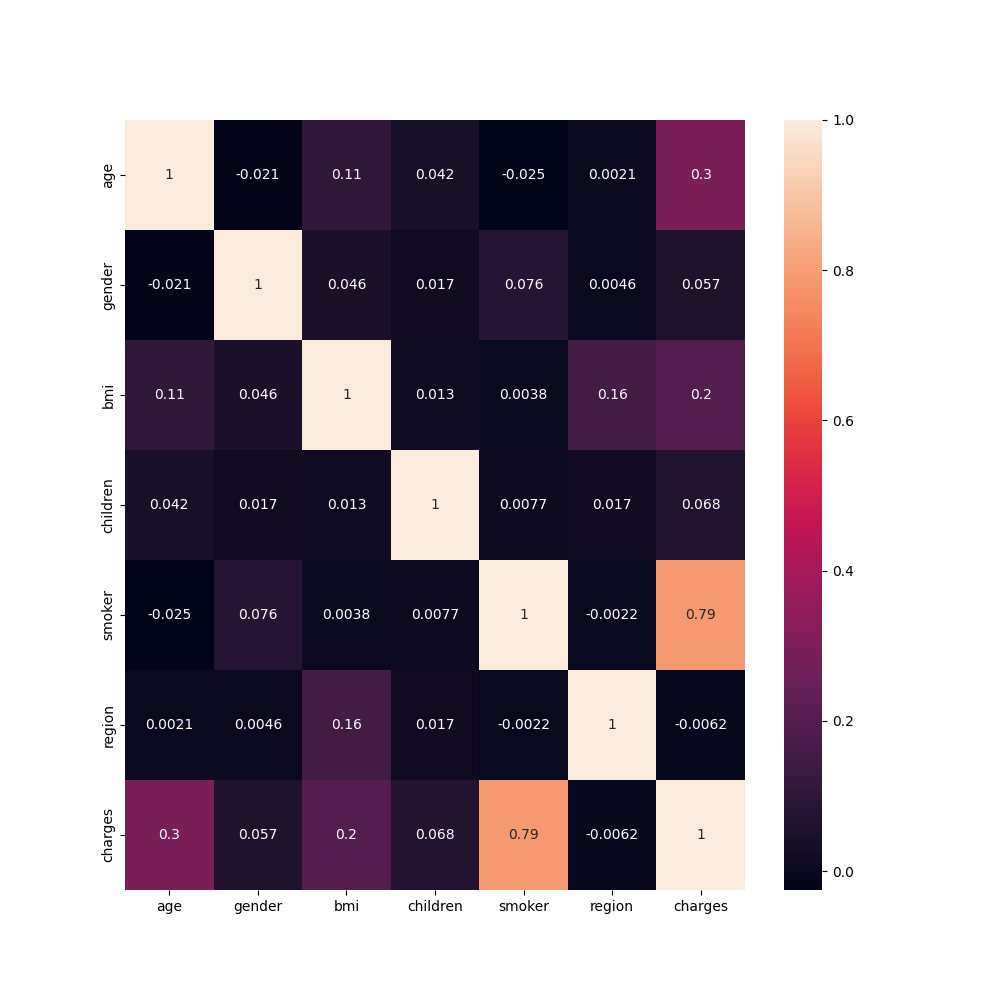 1.0
age 1 -0.021 0.11 0.042 -0.025 0.0021 0.3
0.8
gender -0.021 1 0.046 0.017 0.076 0.0046 0.057
bmi 0.11 0.046 1 0.013 0.0038 0.16 0.2
0.6
children 0.042 0.017 0.013 1 0.0077 0.017 0.068
0.4
smoker -0.025 0.076 0.0038 0.0077 1 -0.0022 0.79
region 0.0021 0.0046 0.16 0.017 -0.0022 1 -0.0062
0.2
charges 0.3 0.057 0.2 0.068 0.79 -0.0062 1
0.0
age gender bmi children smoker region charges